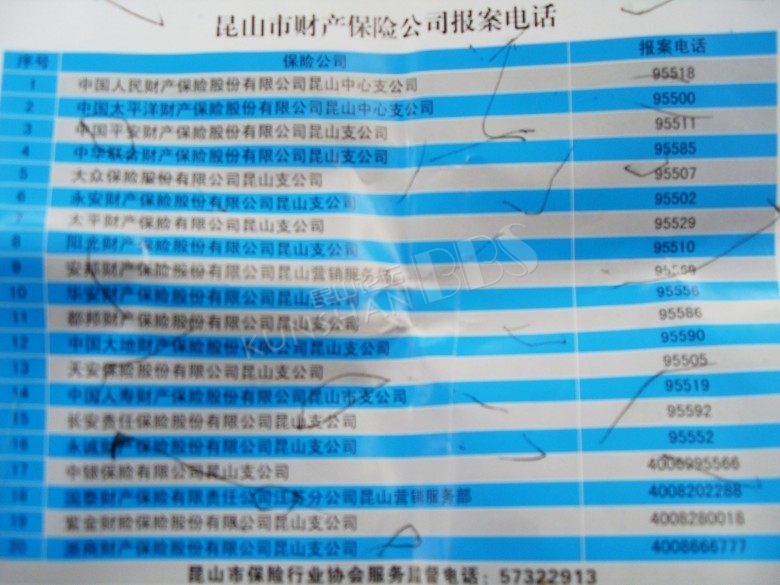 昆山市财产保险公司报案电话
序号 保险公司 报案电话
1 中国人民财产保险股份有限公司昆山中心支公司 95518
2 中国太平洋财产保险股份有限公司昆山中心支公司 95500
3 中国平安财产保险股份有限公司昆山支公司 95511
4 中华联合财产保险股份有限公司昆山支公司 95585
5 大众保险股份有限公司昆山支公司 95507
6 永安财产保险股份有限公司昆山支公司 95502
7 太平财产保险股份有限公司昆山支公司 95529
8 阳光财产保险股份有限公司昆山支公司 95510
9 安邦财产保险股份有限公司昆山营销服务部 95569
10 华安财产保险股份有限公司昆山支公司 95556
11 都邦财产保险股份有限公司昆山支公司 95586
12 中国大地财产保险股份有限公司昆山支公司 95590
13 天安保险股份有限公司昆山支公司 95505
14 中国人寿财产保险股份有限公司昆山市支公司 95519
15 长安责任保险股份有限公司昆山支公司 95592
16 永诚财产保险股份有限公司昆山支公司 95552
17 中银保险有限公司昆山支公司 4006995566
18 国泰财产保险有限责任公司江苏分公司昆山营销服务部 4008202288
19 紫金财险保险股份有限公司昆山支公司 4008280018
20 浙商财产保险股份有限公司昆山支公司 4008666777
昆山市保险行业协会服务监督电话：57322913
KUNSHAN BBS